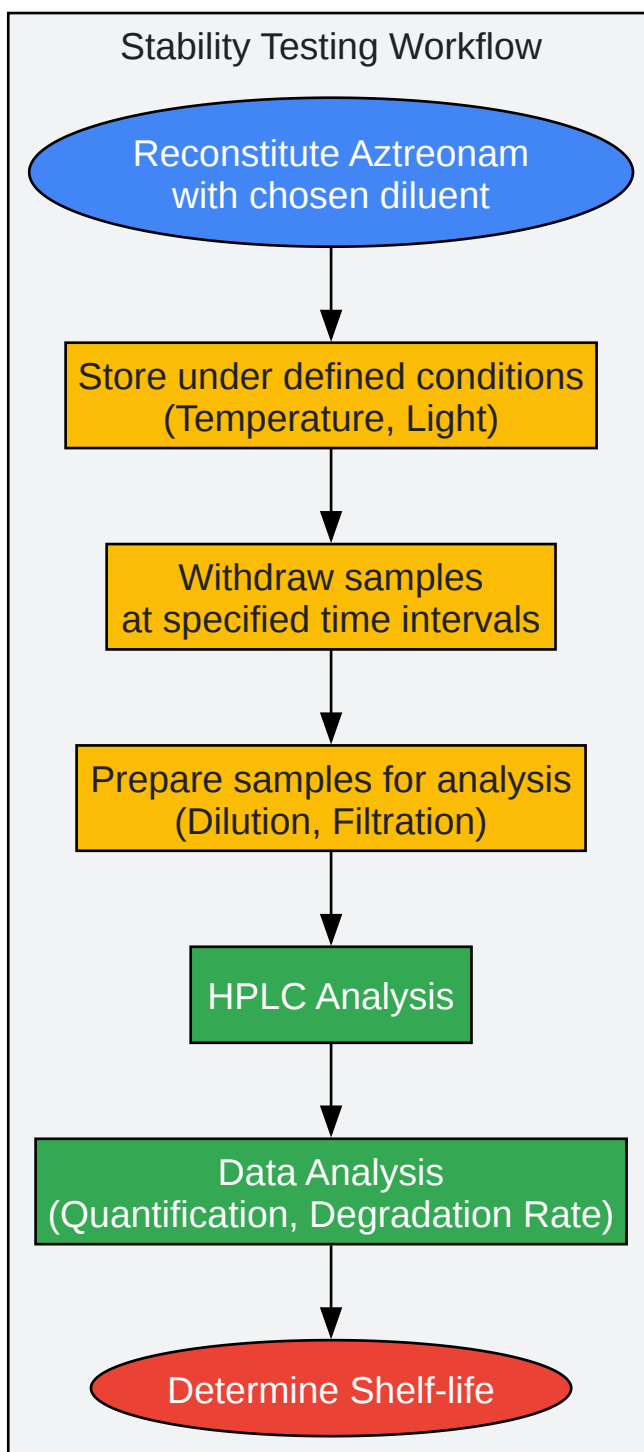 Stability Testing Workflow
Reconstitute Aztreonam
with chosen diluent
Store under defined conditions
(Temperature, Light)
Withdraw samples
at specified time intervals
Prepare samples for analysis
(Dilution, Filtration)
HPLC Analysis
Data Analysis
(Quantification, Degradation Rate)
Determine Shelf-life